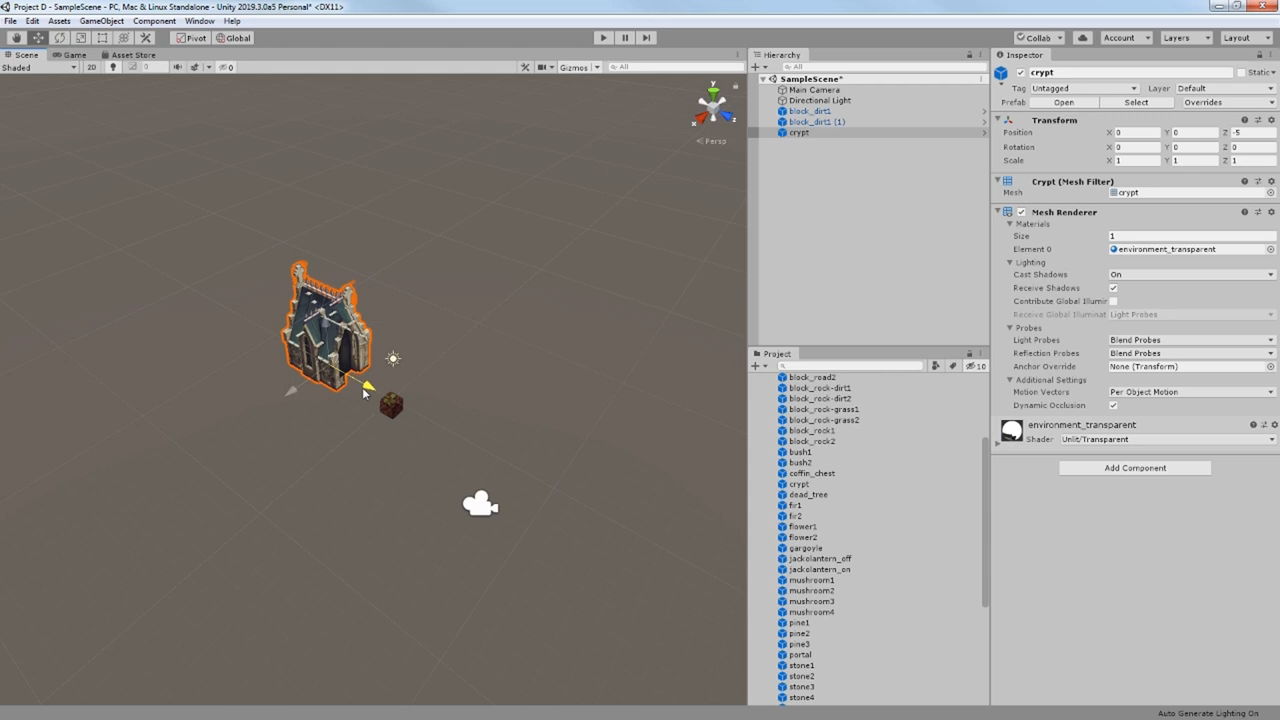 Project D - SampleScene - PC, Mac & Linux Standalone - Unity 2019.3.0a5 Personal* <DX11>
File Edit Assets GameObject Component Window Help
Pivot Global Collab Account Layers Layout
Scene Game Asset Store
Shaded 2D 0 0 Gizmos All
y
x
z
< Persp
Hierarchy
All
SampleScene*
Main Camera
Directional Light
block_dirt1
block_dirt1 (1)
crypt
Project
10
block_road2
block_rock-dirt1
block_rock-dirt2
block_rock-grass1
block_rock-grass2
block_rock1
block_rock2
bush1
bush2
coffin_chest
crypt
dead_tree
fir1
fir2
flower1
flower2
gargoyle
jackolantern_off
jackolantern_on
mushroom1
mushroom2
mushroom3
mushroom4
pine1
pine2
pine3
portal
stone1
stone2
stone3
stone4
Inspector
crypt Static
Tag Untagged Layer Default
Prefab Open Select Overrides
Transform
Position X 0 Y 0 Z -5
Rotation X 0 Y 0 Z 0
Scale X 1 Y 1 Z 1
Crypt (Mesh Filter)
Mesh crypt
Mesh Renderer
Materials
Size 1
Element 0 environment_transparent
Lighting
Cast Shadows On
Receive Shadows
Contribute Global Illumir
Receive Global Illuminat Light Probes
Probes
Light Probes Blend Probes
Reflection Probes Blend Probes
Anchor Override None (Transform)
Additional Settings
Motion Vectors Per Object Motion
Dynamic Occlusion
environment_transparent
Shader Unlit/Transparent
Add Component
Auto Generate Lighting On